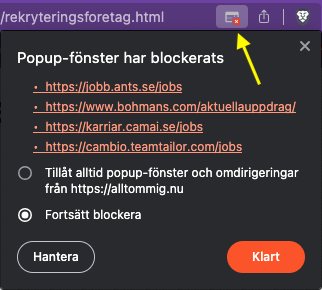 /rekryteringsforetag.html
Popup-fönster har blockerats
https://jobb.ants.se/jobs
https://www.bohmans.com/aktuellauppdrag/
https://karriar.camai.se/jobs
https://cambio.teamtailor.com/jobs
Tillåt alltid popup-fönster och omdirigeringar
från https://alltommig.nu
Fortsätt blockera
Hantera
Klart